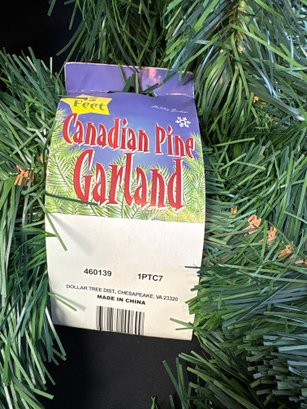 Feet
Canadian Pine
Garland
460139 1PTC7
DOLLAR TREE DIST, CHESAPEAKE, VA 23320
MADE IN CHINA